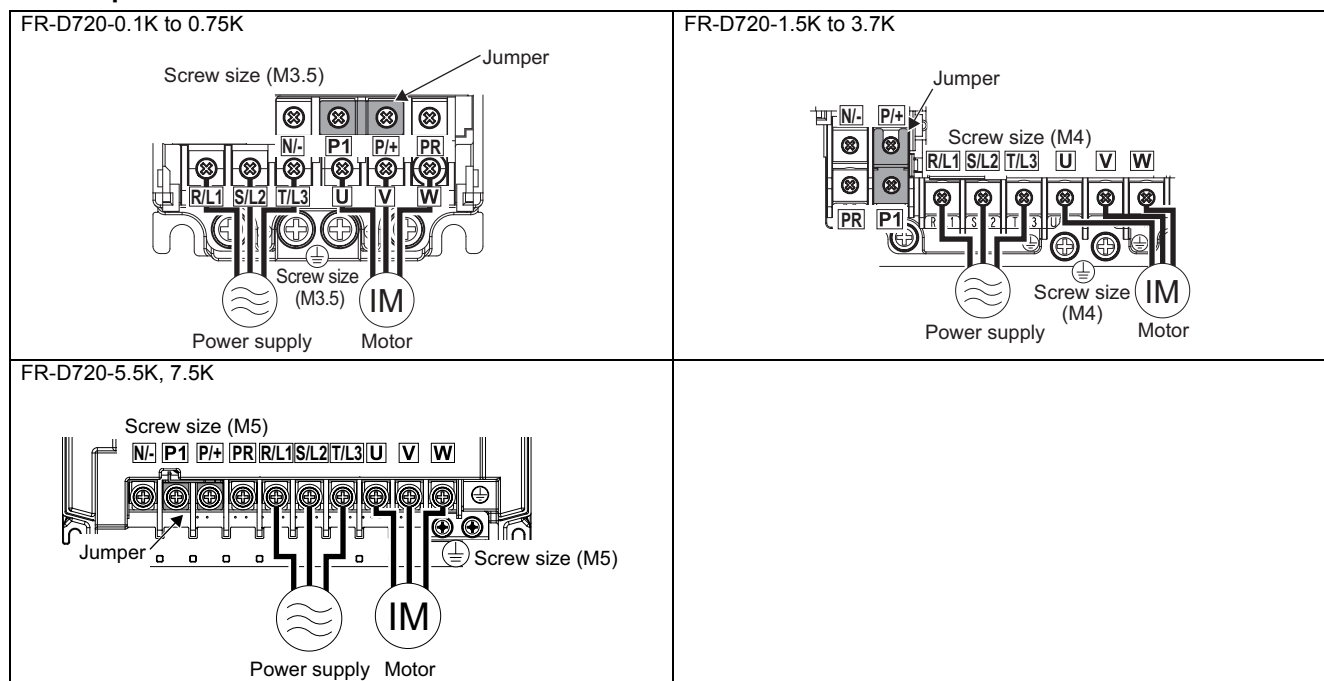 FR-D720-0.1K to 0.75K
Jumper
Screw size (M3.5)
N/- P1 P/+ PR
R/L1 S/L2 T/L3 U V W
Screw size
(M3.5)
IM
Power supply Motor
FR-D720-1.5K to 3.7K
Jumper
N/- P/+
Screw size (M4)
R/L1 S/L2 T/L3 U V W
PR P1
Screw size
(M4)
IM
Power supply Motor
FR-D720-5.5K, 7.5K
Screw size (M5)
N/- P1 P/+ PR R/L1 S/L2 T/L3 U V W
Jumper
Screw size (M5)
IM
Power supply Motor